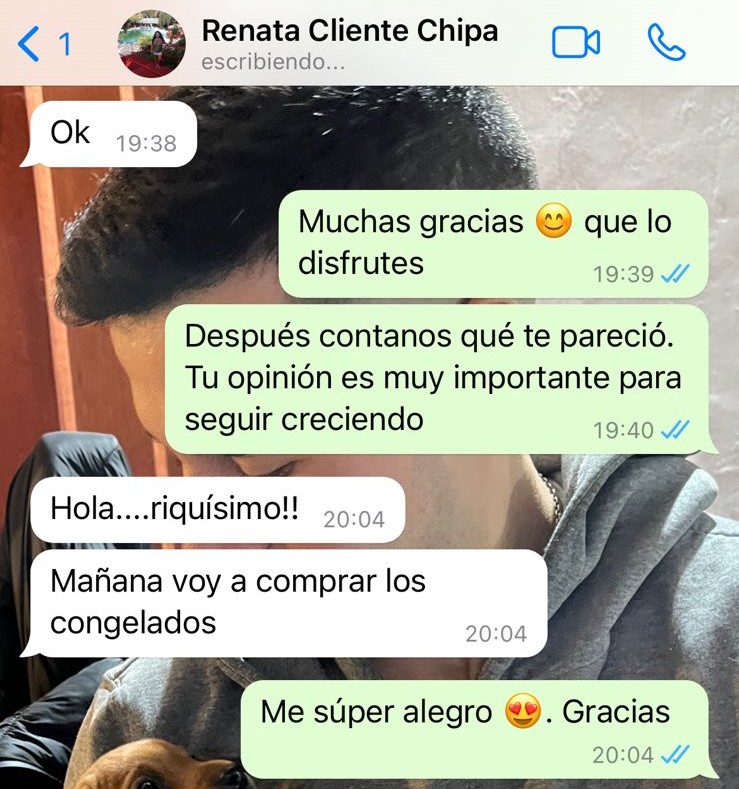 1
Renata Cliente Chipa
escribiendo...
Ok 19:38
Muchas gracias 😊 que lo
disfrutes 19:39
Después contanos qué te pareció.
Tu opinión es muy importante para
seguir creciendo 19:40
Hola....riquísimo!! 20:04
Mañana voy a comprar los
congelados 20:04
Me súper alegro 😍. Gracias
20:04